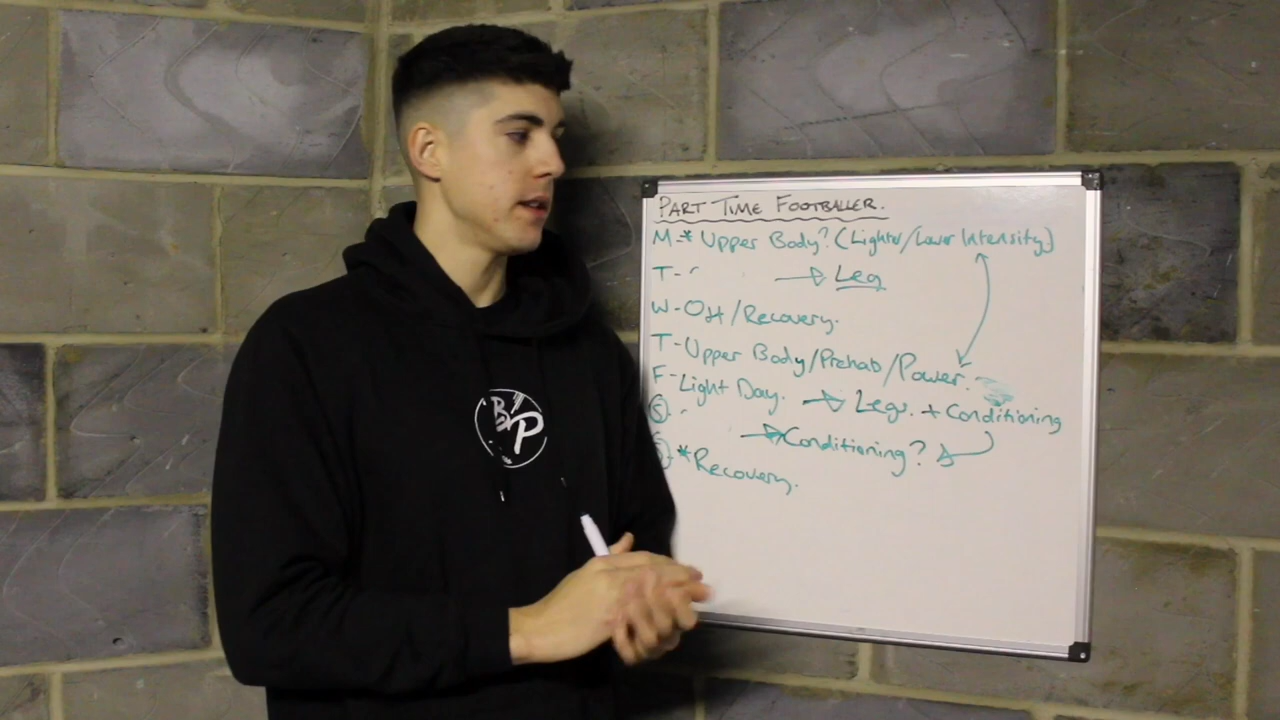 PART TIME FOOTBALLER.
M-* Upper Body? (Lighter/Lower Intensity)
T-" → Leg
W-Off/Recovery.
T-Upper Body/Prehab/Power.
F-Light Day. → Legs. + Conditioning
(S). " → Conditioning?
(S) *Recovery.
BP